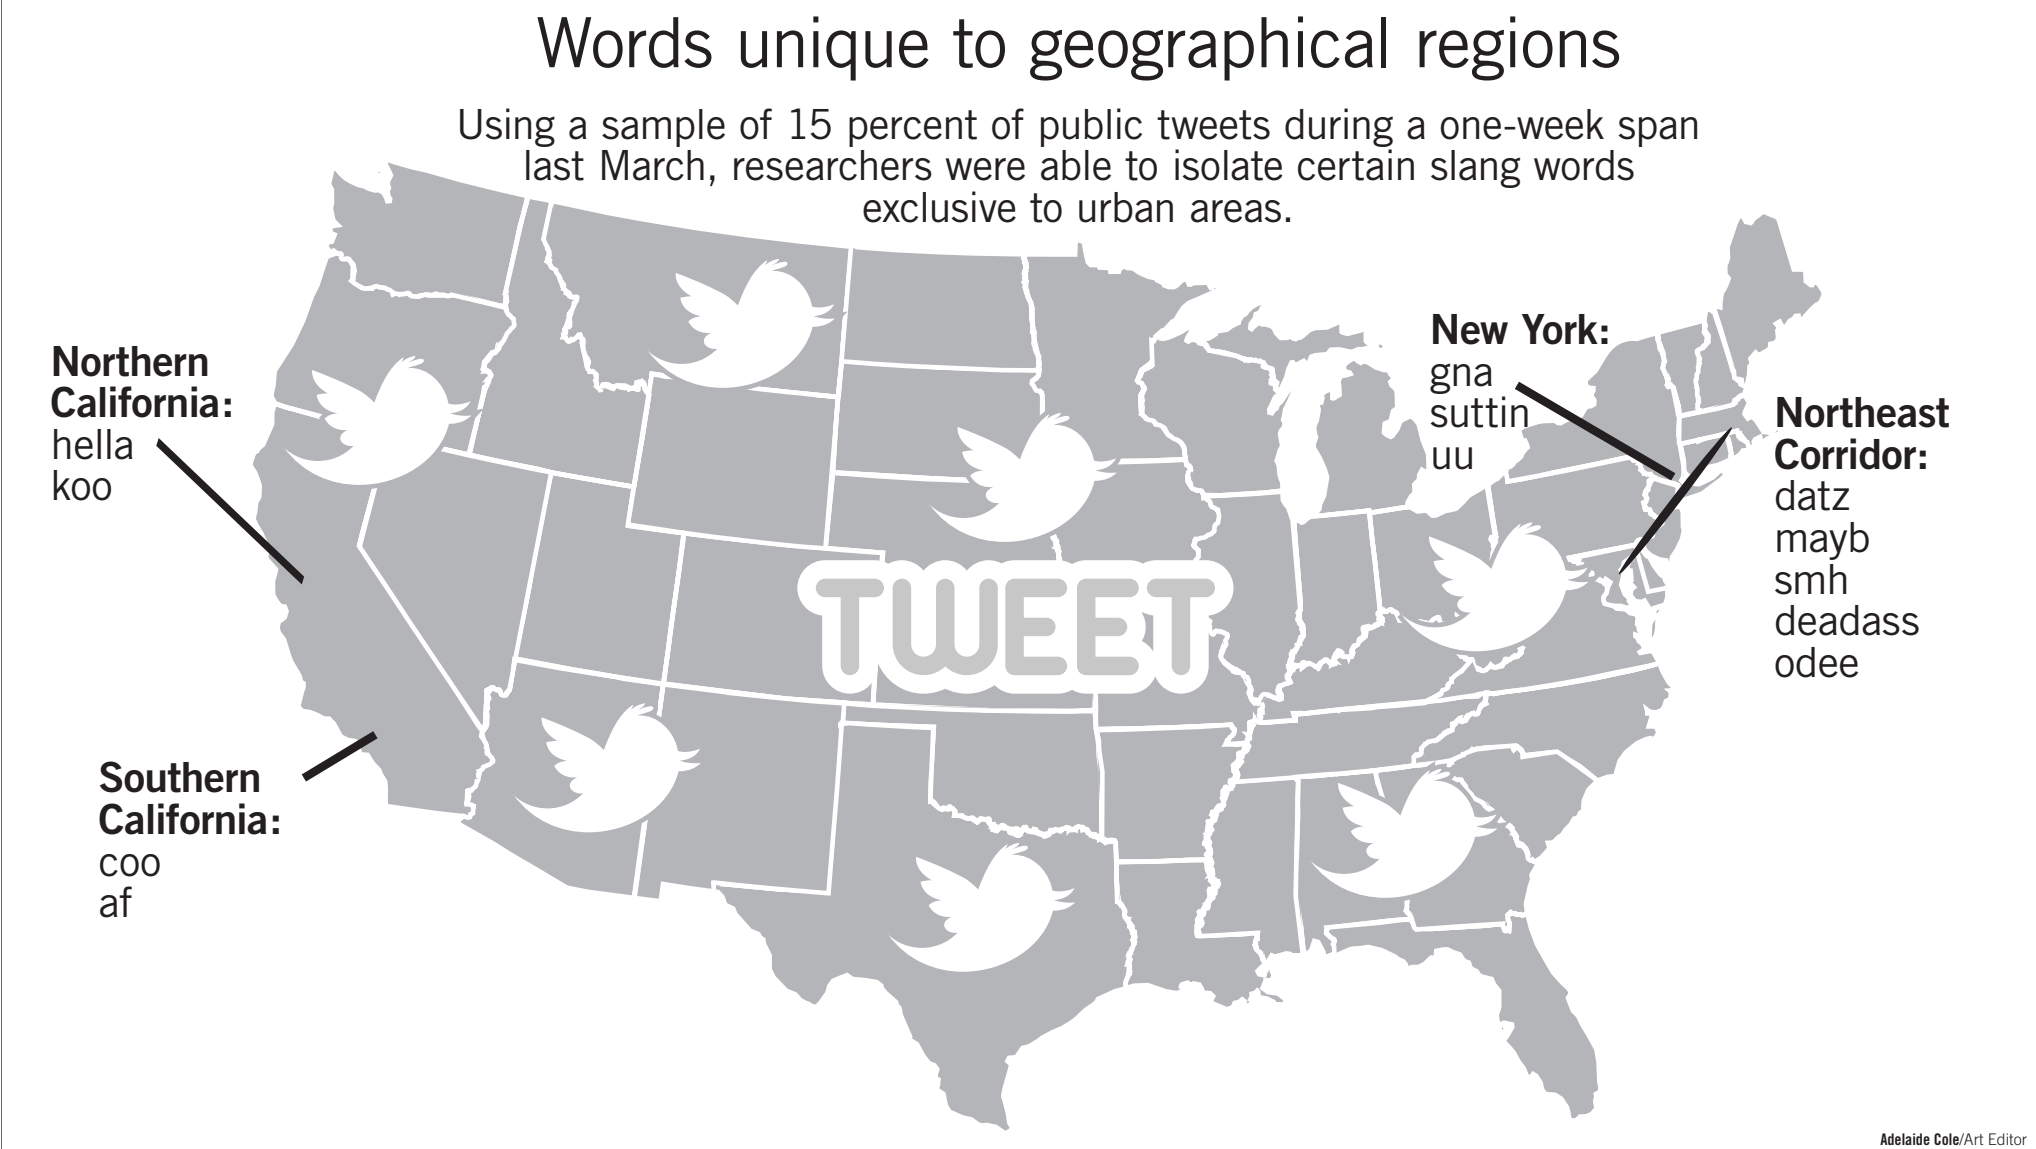 Words unique to geographical regions
Using a sample of 15 percent of public tweets during a one-week span
last March, researchers were able to isolate certain slang words
exclusive to urban areas.
Northern
California:
hella
koo
Southern
California:
coo
af
TWEET
New York:
gna
suttin
uu
Northeast
Corridor:
datz
mayb
smh
deadass
odee
Adelaide Cole/Art Editor